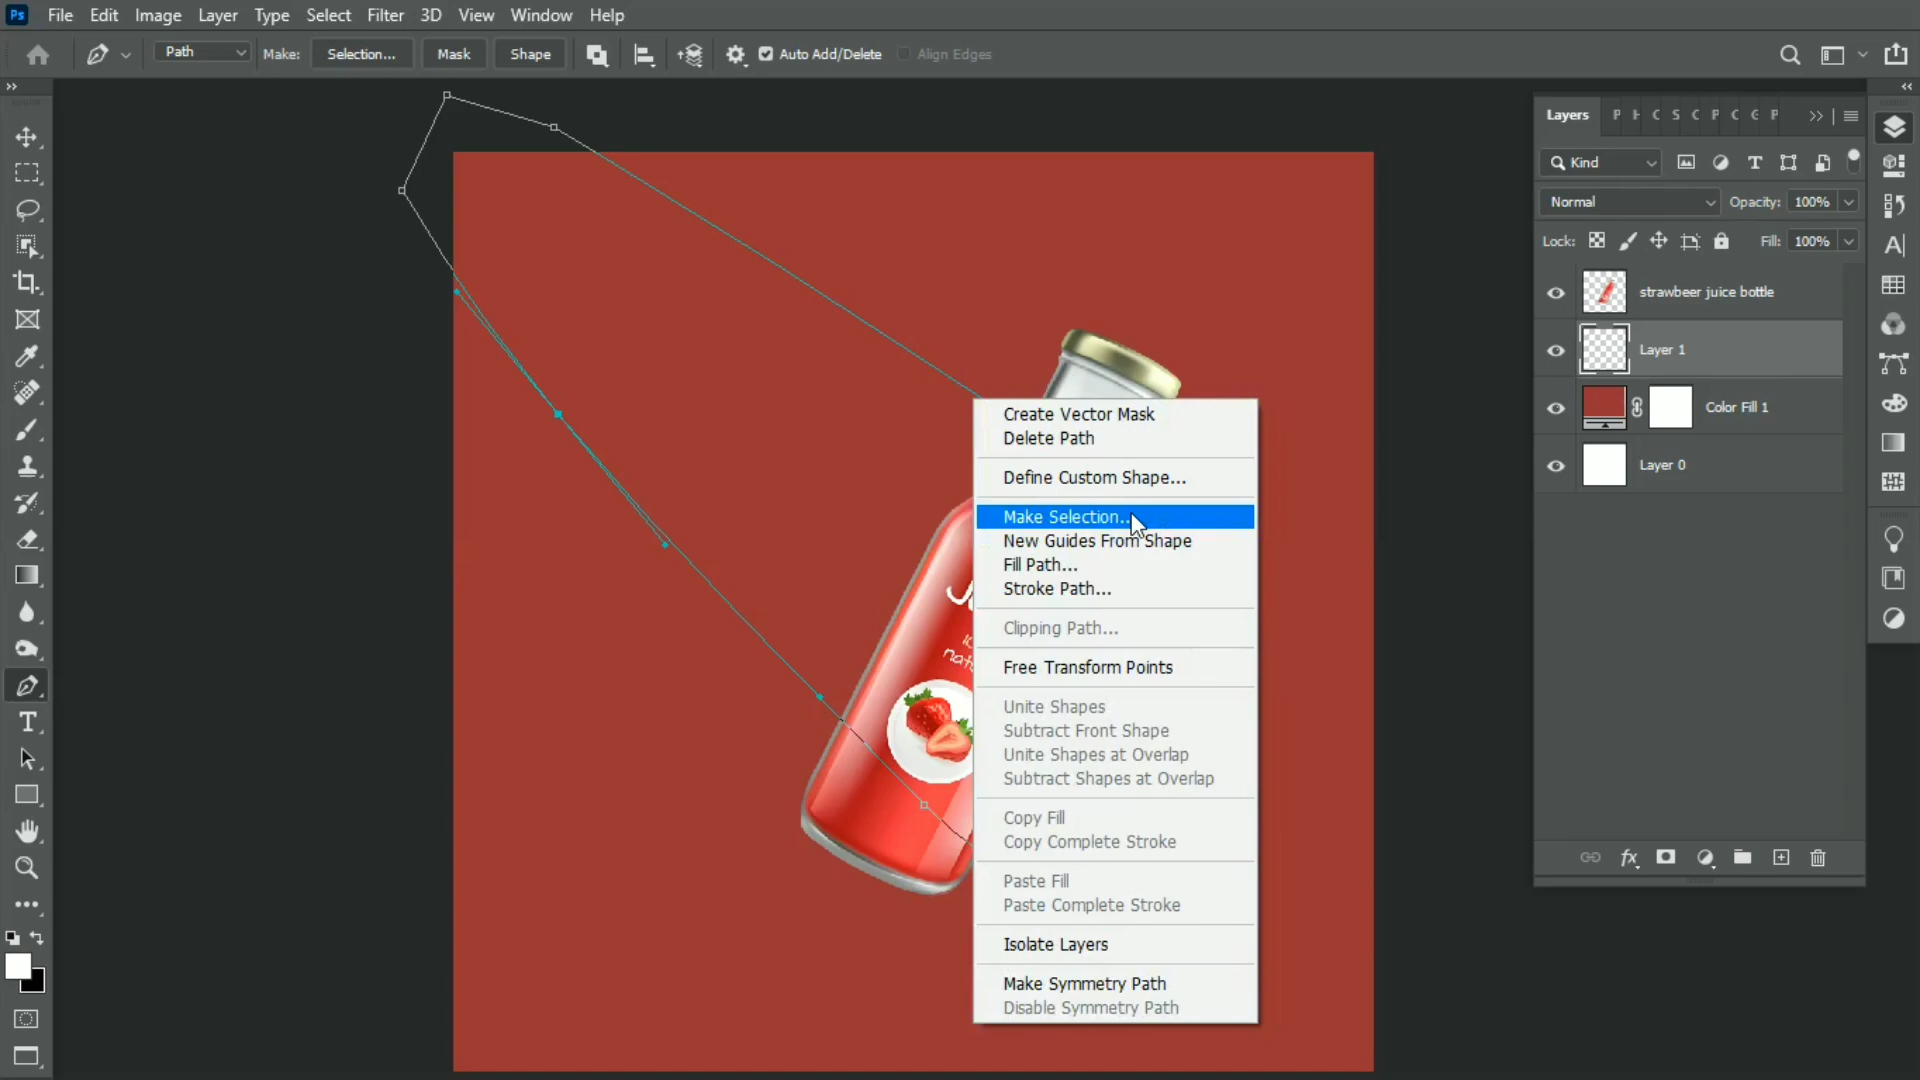 Ps File Edit Image Layer Type Select Filter 3D View Window Help
Path Make: Selection... Mask Shape Auto Add/Delete Align Edges
Layers P H C S C P C G P
Kind
Normal Opacity: 100%
Lock: Fill: 100%
strawbeer juice bottle
Layer 1
Color Fill 1
Layer 0
Create Vector Mask
Delete Path
Define Custom Shape...
Make Selection...
New Guides From Shape
Fill Path...
Stroke Path...
Clipping Path...
Free Transform Points
Unite Shapes
Subtract Front Shape
Unite Shapes at Overlap
Subtract Shapes at Overlap
Copy Fill
Copy Complete Stroke
Paste Fill
Paste Complete Stroke
Isolate Layers
Make Symmetry Path
Disable Symmetry Path